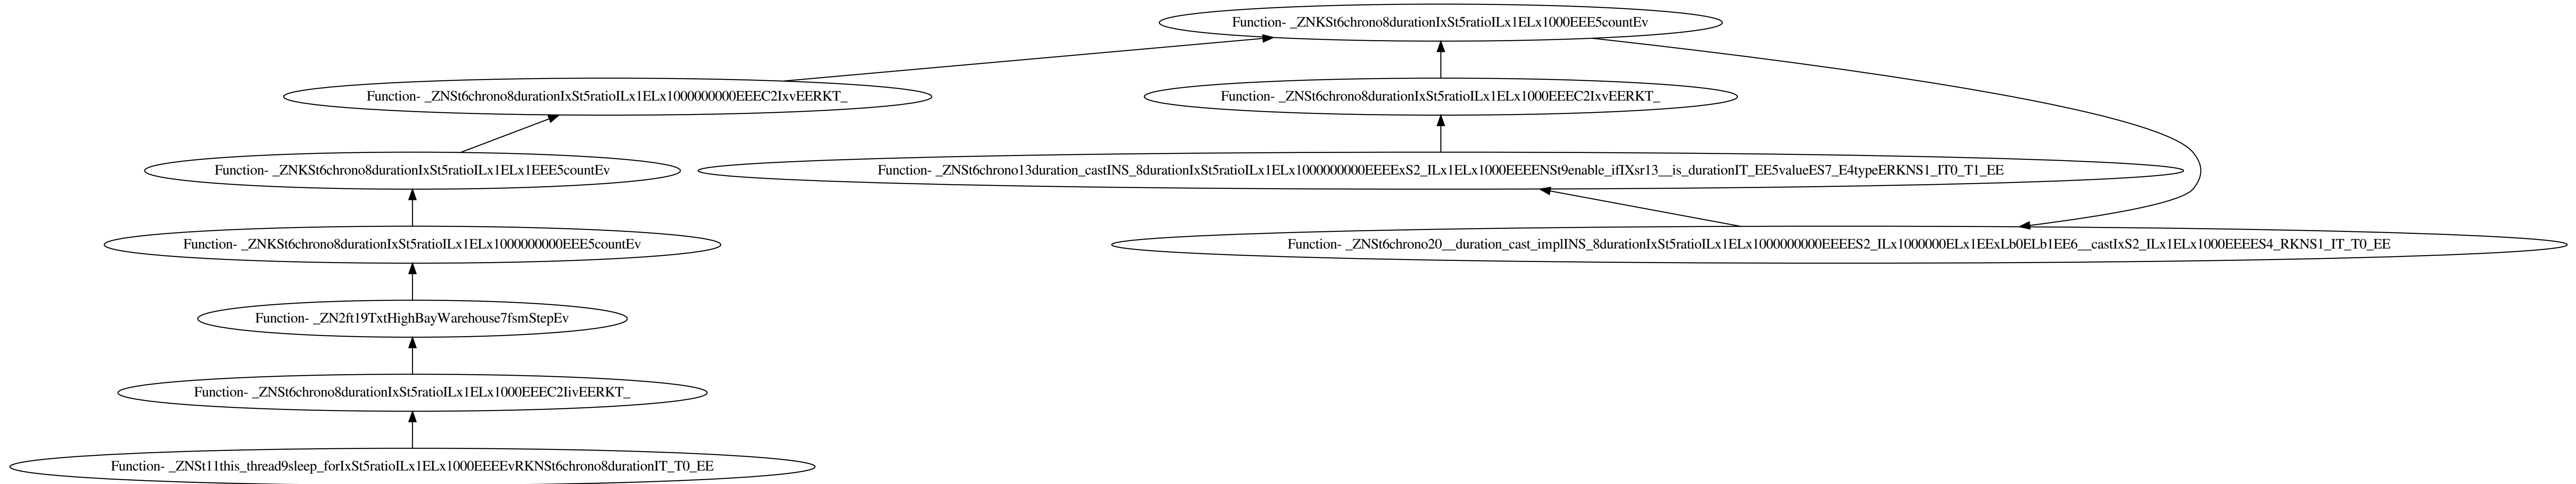 Function- _ZNKSt6chrono8durationIxSt5ratioILx1ELx1000EEE5countEv
Function- _ZNSt6chrono8durationIxSt5ratioILx1ELx1000000000EEEC2IxvEERKT_
Function- _ZNSt6chrono8durationIxSt5ratioILx1ELx1000EEEC2IxvEERKT_
Function- _ZNKSt6chrono8durationIxSt5ratioILx1ELx1EEE5countEv
Function- _ZNSt6chrono13duration_castINS_8durationIxSt5ratioILx1ELx1000000000EEEExS2_ILx1ELx1000EEEENSt9enable_ifIXsr13__is_durationIT_EE5valueES7_E4typeERKNS1_IT0_T1_EE
Function- _ZNKSt6chrono8durationIxSt5ratioILx1ELx1000000000EEE5countEv
Function- _ZNSt6chrono20__duration_cast_implINS_8durationIxSt5ratioILx1ELx1000000000EEEES2_ILx1000000ELx1EExLb0ELb1EE6__castIxS2_ILx1ELx1000EEEES4_RKNS1_IT_T0_EE
Function- _ZN2ft19TxtHighBayWarehouse7fsmStepEv
Function- _ZNSt6chrono8durationIxSt5ratioILx1ELx1000EEEC2IivEERKT_
Function- _ZNSt11this_thread9sleep_forIxSt5ratioILx1ELx1000EEEEvRKNSt6chrono8durationIT_T0_EE